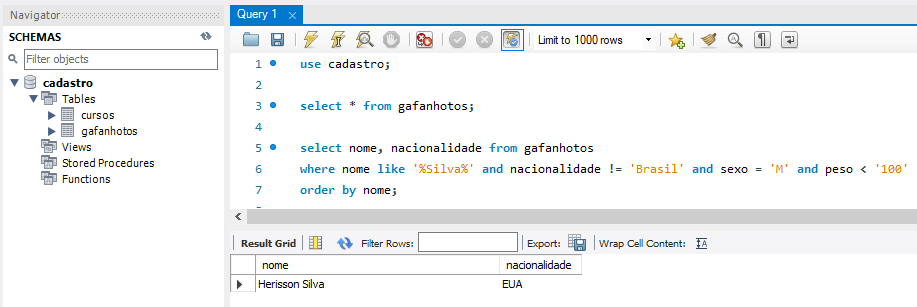 Navigator
SCHEMAS
Filter objects
cadastro
Tables
cursos
gafanhotos
Views
Stored Procedures
Functions
Query 1
Limit to 1000 rows
1 use cadastro;
2
3 select * from gafanhotos;
4
5 select nome, nacionalidade from gafanhotos
6 where nome like '%Silva%' and nacionalidade != 'Brasil' and sexo = 'M' and peso < '100'
7 order by nome;
Result Grid Filter Rows: Export: Wrap Cell Content:
nome nacionalidade
Herisson Silva EUA